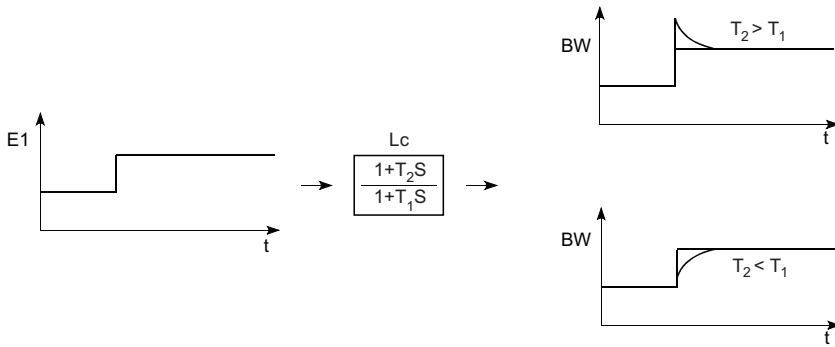 E1
t
Lc
1+T₂S
1+T₁S
BW
T₂ > T₁
t
BW
T₂ < T₁
t